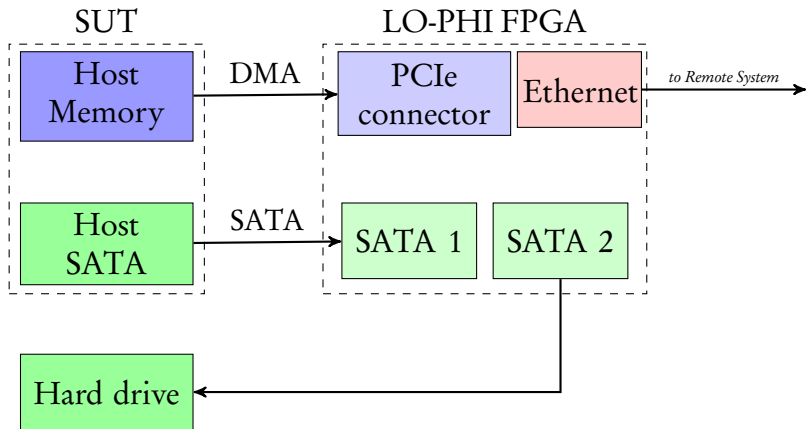 SUT
LO-PHI FPGA
Host
Memory
DMA
PCIe
connector
Ethernet
to Remote System
Host
SATA
SATA
SATA 1
SATA 2
Hard drive